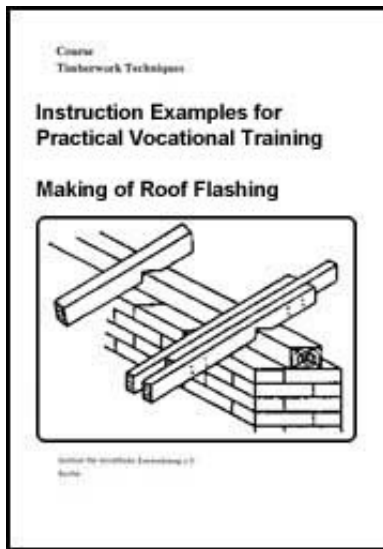 Course
Timberwork Techniques
Instruction Examples for
Practical Vocational Training
Making of Roof Flashing